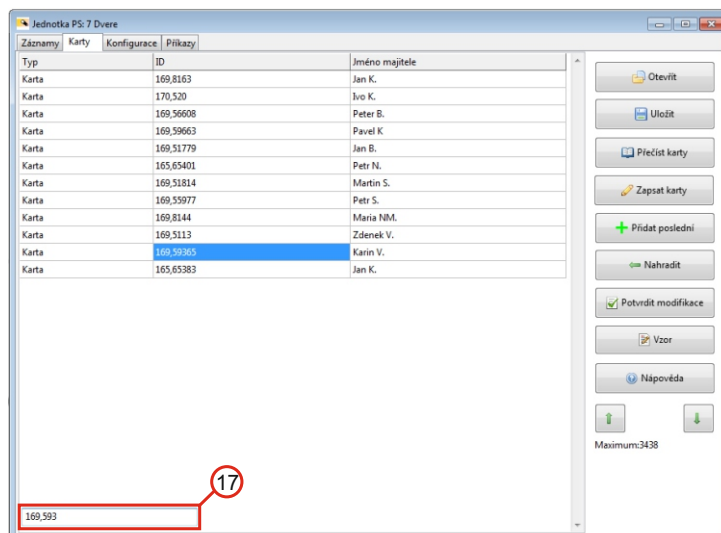 Jednotka PS: 7 Dvere
Záznamy Karty Konfigurace Příkazy
Typ ID Jméno majitele
Karta 169,8163 Jan K.
Karta 170,520 Ivo K.
Karta 169,56608 Peter B.
Karta 169,59663 Pavel K
Karta 169,51779 Jan B.
Karta 165,65401 Petr N.
Karta 169,51814 Martin S.
Karta 169,55977 Petr S.
Karta 169,8144 Maria NM.
Karta 169,5113 Zdenek V.
Karta 169,59365 Karin V.
Karta 165,65383 Jan K.
Otevřít
Uložit
Přečíst karty
Zapsat karty
Přidat poslední
Nahradit
Potvrdit modifikace
Vzor
Nápověda
Maximum:3438
17
169,593